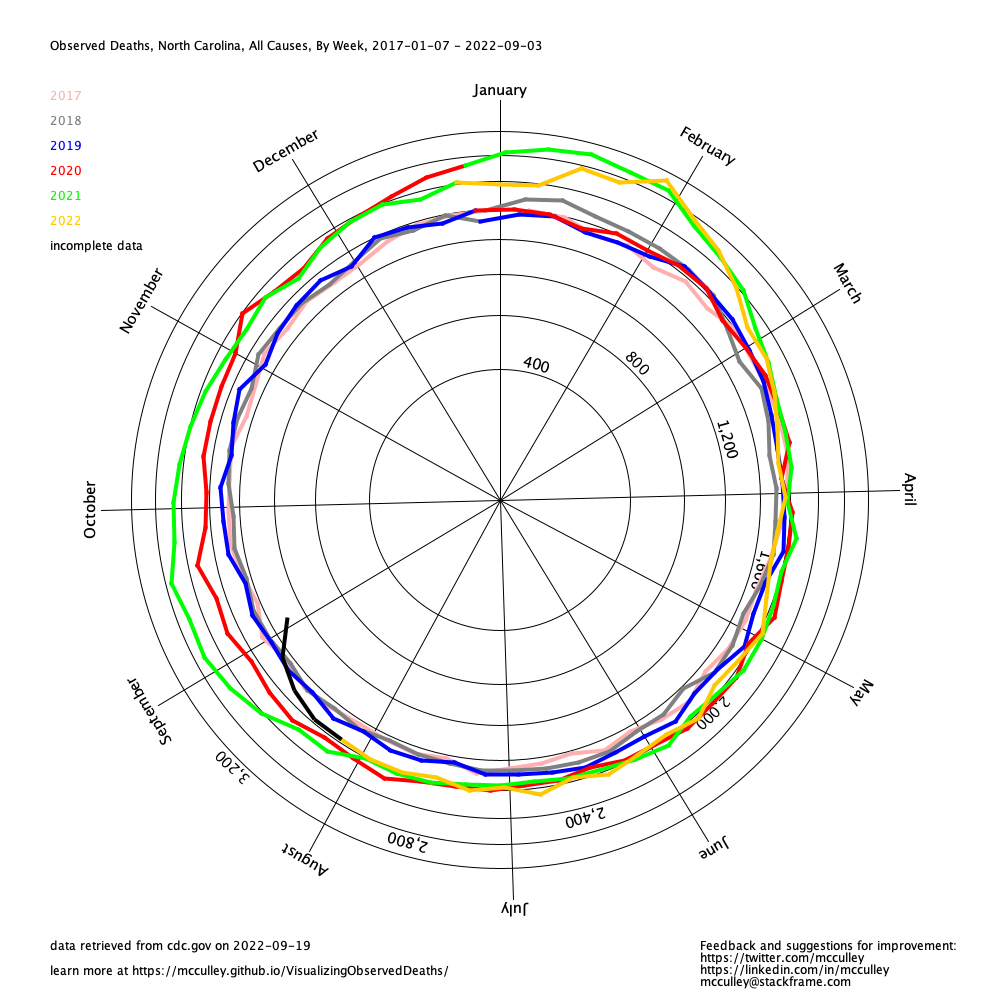 Observed Deaths, North Carolina, All Causes, By Week, 2017-01-07 - 2022-09-03
January
2017
2018
2019
2020
2021
2022
incomplete data
December
February
November
March
400
800
1,200
October
April
1,600
September
May
2,000
3,200
2,400
2,800
August
June
July
data retrieved from cdc.gov on 2022-09-19
learn more at https://mcculley.github.io/VisualizingObservedDeaths/
Feedback and suggestions for improvement:
https://twitter.com/mcculley
https://linkedin.com/in/mcculley
mcculley@stackframe.com